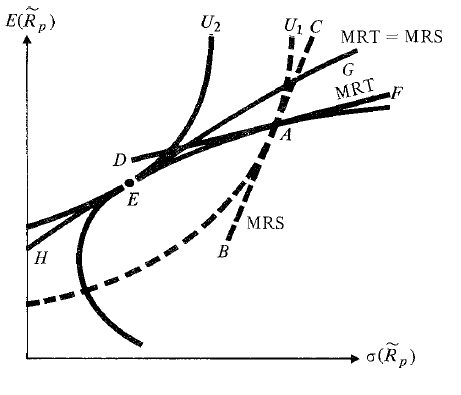 E(R̃ₚ)
U₂
U₁ C
MRT = MRS
G
MRT
F
D
A
E
MRS
H
B
σ(R̃ₚ)